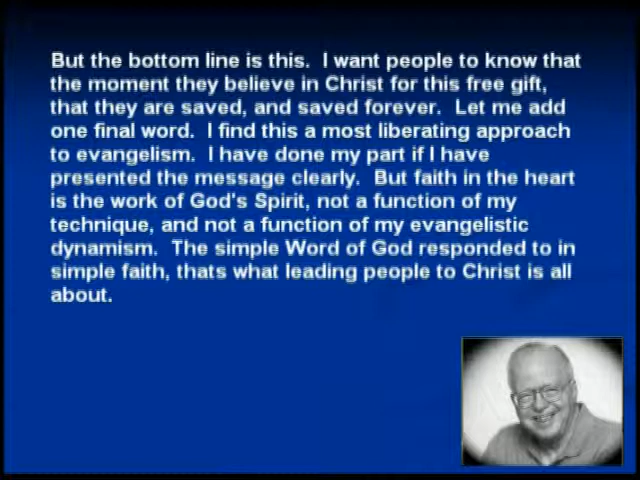 But the bottom line is this.  I want people to know that
the moment they believe in Christ for this free gift,
that they are saved, and saved forever.  Let me add
one final word.  I find this a most liberating approach
to evangelism.  I have done my part if I have
presented the message clearly.  But faith in the heart
is the work of God's Spirit, not a function of my
technique, and not a function of my evangelistic
dynamism.  The simple Word of God responded to in
simple faith, thats what leading people to Christ is all
about.